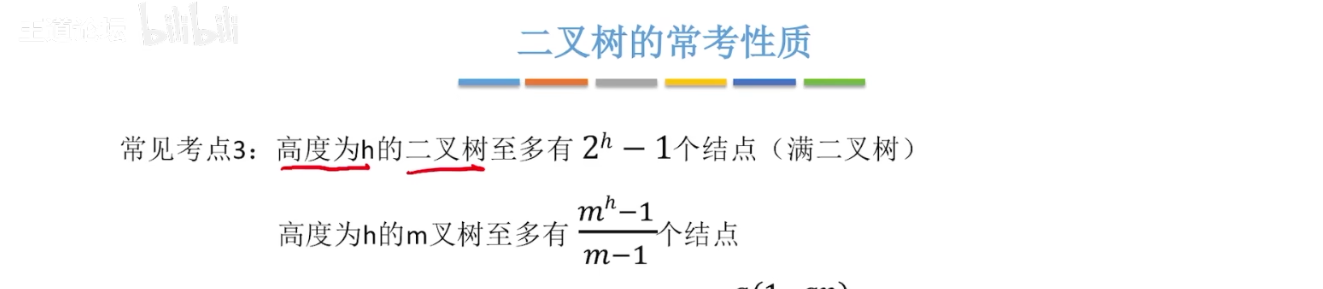 王道论坛 bilibili
二叉树的常考性质
常见考点3：高度为h的二叉树至多有 2^h − 1个结点（满二叉树）
高度为h的m叉树至多有 (m^h−1)/(m−1) 个结点